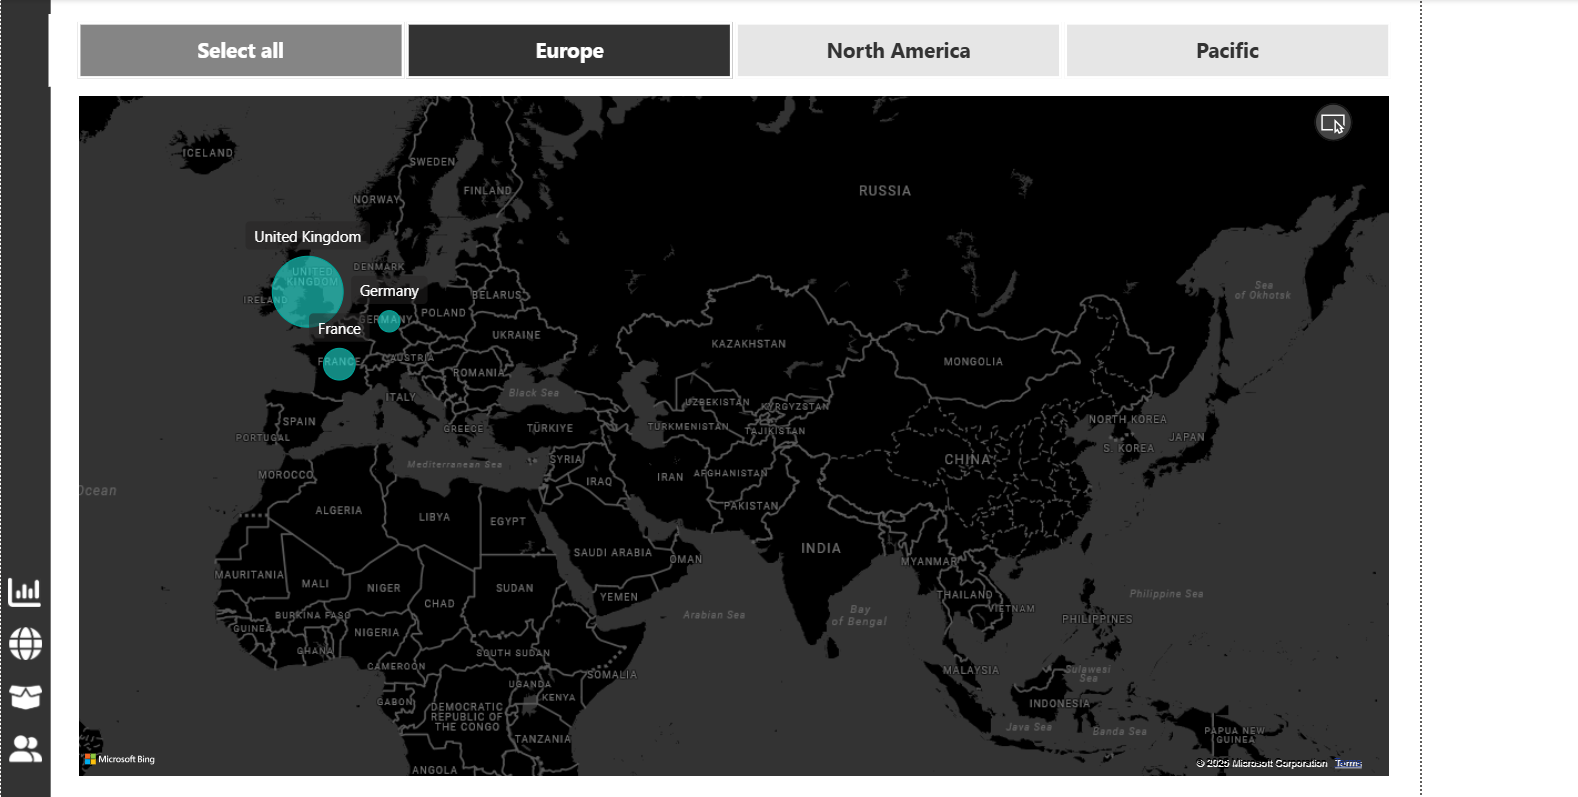 Select all
Europe
North America
Pacific
ICELAND
SWEDEN
FINLAND
NORWAY
RUSSIA
United Kingdom
UNITED
KINGDOM
DENMARK
IRELAND
Germany
BELARUS
Sea
of Okhotsk
GERMANY
POLAND
France
UKRAINE
KAZAKHSTAN
FRANCE
AUSTRIA
MONGOLIA
ROMANIA
ITALY
Black Sea
UZBEKISTAN
KYRGYZSTAN
SPAIN
PORTUGAL
GREECE
TÜRKIYE
TURKMENISTAN
TAJIKISTAN
NORTH KOREA
S. KOREA
JAPAN
Mediterranean Sea
SYRIA
CHINA
MOROCCO
IRAQ
IRAN
AFGHANISTAN
Ocean
ALGERIA
LIBYA
EGYPT
PAKISTAN
SAUDI ARABIA
OMAN
INDIA
MYANMAR
MAURITANIA
MALI
NIGER
CHAD
SUDAN
YEMEN
Arabian Sea
Bay
of Bengal
THAILAND
VIETNAM
Philippine Sea
PHILIPPINES
BURKINA FASO
GUINEA
GHANA
NIGERIA
CAMEROON
SOUTH SUDAN
SOMALIA
MALAYSIA
Sulawesi
Sea
GABON
UGANDA
KENYA
DEMOCRATIC
REPUBLIC OF
THE CONGO
INDONESIA
Java Sea
Banda Sea
PAPUA NEW
GUINEA
TANZANIA
ANGOLA
Microsoft Bing
© 2025 Microsoft Corporation
Terms